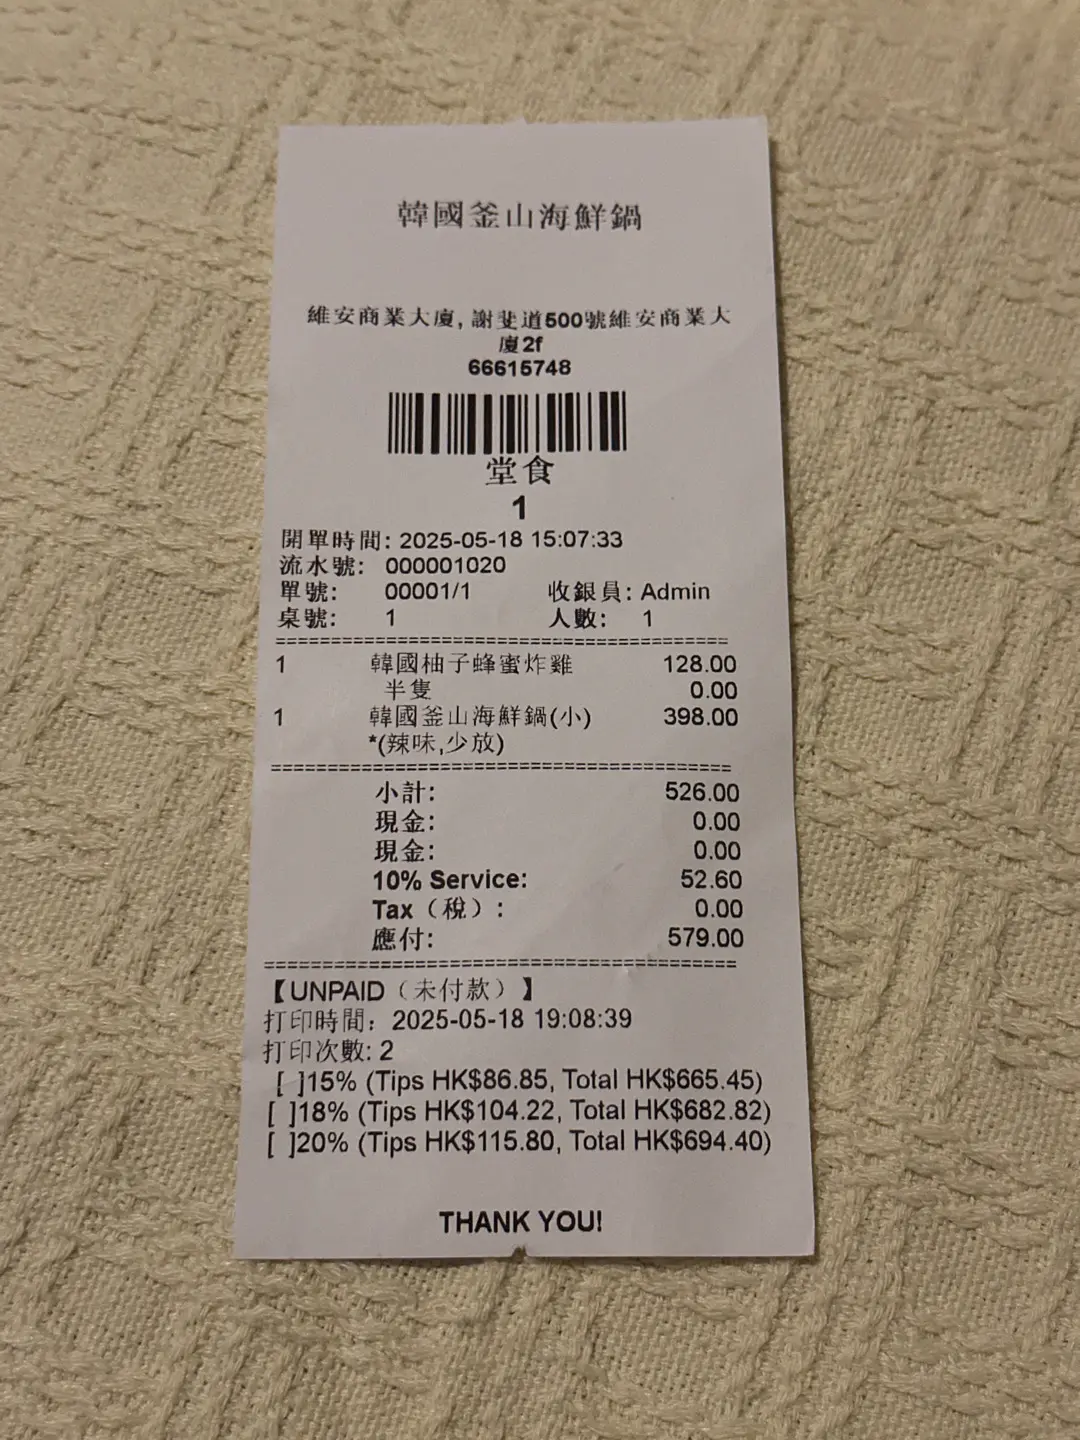 韓國釜山海鮮鍋
維安商業大廈, 謝斐道500號維安商業大
廈2f
66615748
堂食
1
開單時間: 2025-05-18 15:07:33
流水號: 000001020
單號: 00001/1 收銀員: Admin
桌號: 1 人數: 1
1 韓國柚子蜂蜜炸雞 128.00
半隻 0.00
1 韓國釜山海鮮鍋(小) 398.00
*(辣味,少放)
小計: 526.00
現金: 0.00
現金: 0.00
10% Service: 52.60
Tax（稅）: 0.00
應付: 579.00
【UNPAID（未付款）】
打印時間: 2025-05-18 19:08:39
打印次數: 2
[ ]15% (Tips HK$86.85, Total HK$665.45)
[ ]18% (Tips HK$104.22, Total HK$682.82)
[ ]20% (Tips HK$115.80, Total HK$694.40)
THANK YOU!